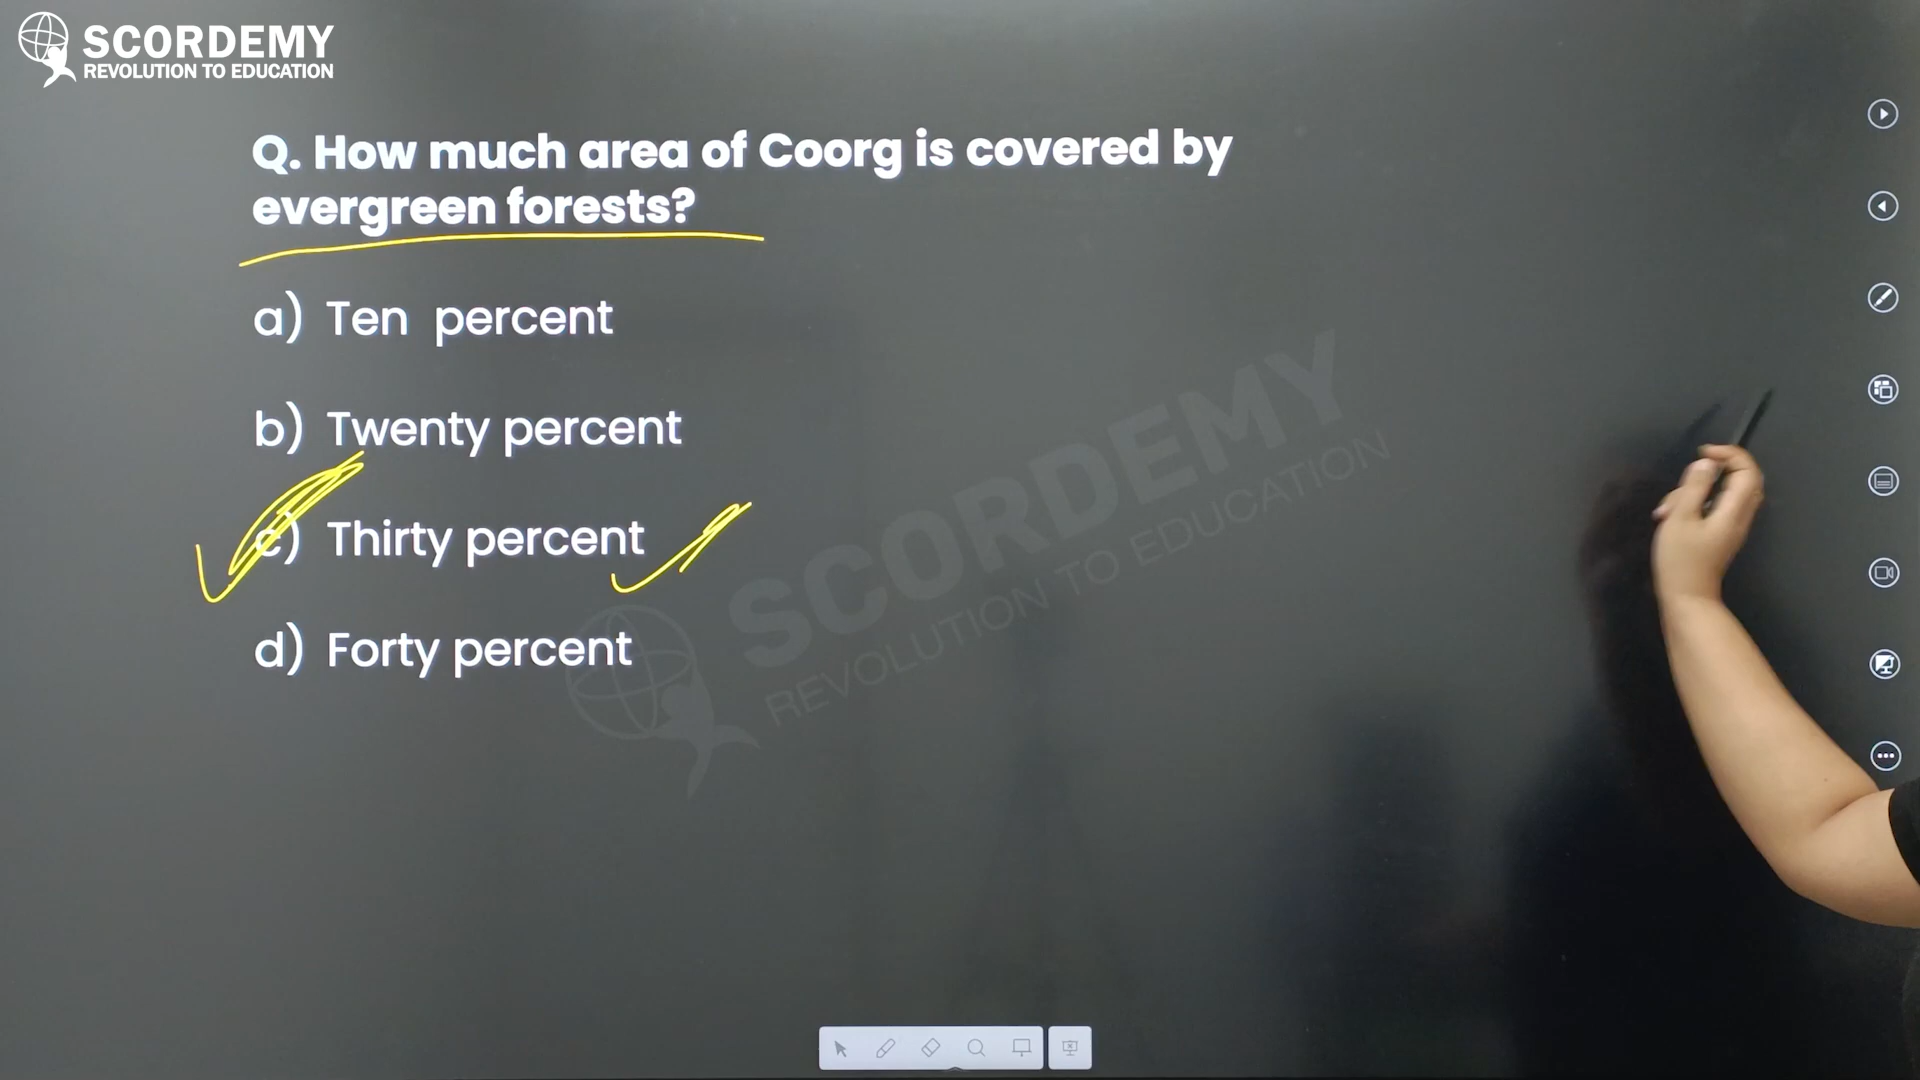 SCORDEMY
REVOLUTION TO EDUCATION
Q. How much area of Coorg is covered by
evergreen forests?
a) Ten percent
b) Twenty percent
c) Thirty percent
d) Forty percent
SCORDEMY
REVOLUTION TO EDUCATION